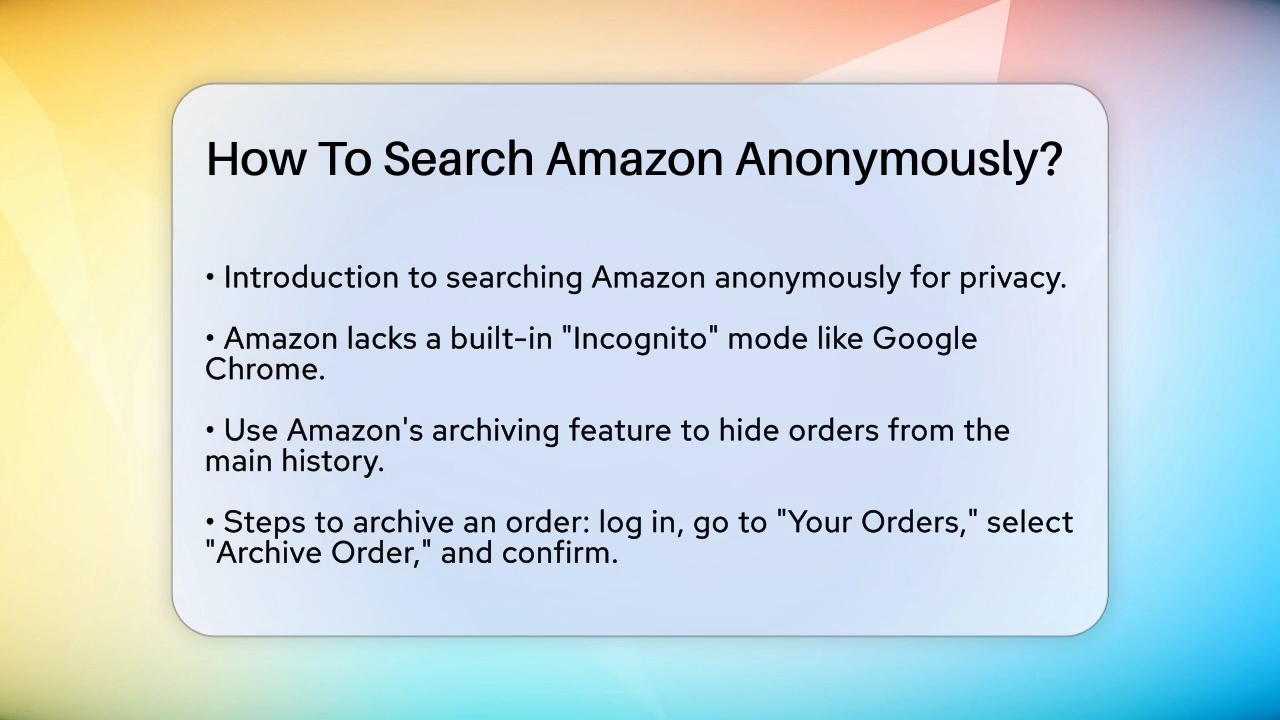 How To Search Amazon Anonymously?
• Introduction to searching Amazon anonymously for privacy.
• Amazon lacks a built-in "Incognito" mode like Google
Chrome.
• Use Amazon's archiving feature to hide orders from the
main history.
• Steps to archive an order: log in, go to "Your Orders," select
"Archive Order," and confirm.